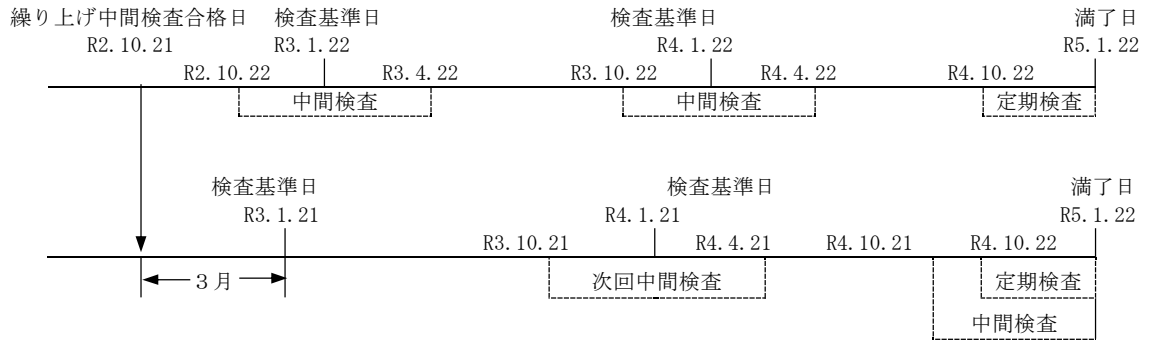 繰り上げ中間検査合格日 検査基準日 検査基準日 満了日
R2.10.21 R3.1.22 R4.1.22 R5.1.22
R2.10.22 R3.4.22 R3.10.22 R4.4.22 R4.10.22
中間検査 中間検査 定期検査
検査基準日 検査基準日 満了日
R3.1.21 R4.1.21 R5.1.22
R3.10.21 R4.4.21 R4.10.21 R4.10.22
3月 次回中間検査 定期検査
中間検査